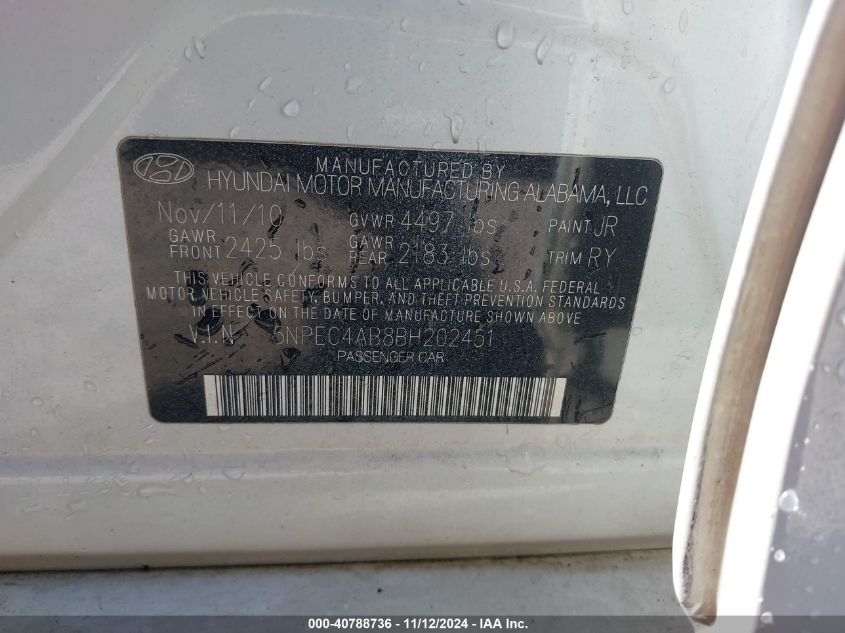 MANUFACTURED BY
HYUNDAI MOTOR MANUFACTURING ALABAMA, LLC
Nov/11/10 GVWR 4497 lbs PAINT JR
GAWR FRONT 2425 lbs GAWR REAR 2183 lbs TRIM RY
THIS VEHICLE CONFORMS TO ALL APPLICABLE U.S.A. FEDERAL
MOTOR VEHICLE SAFETY, BUMPER, AND THEFT PREVENTION STANDARDS
IN EFFECT ON THE DATE OF MANUFACTURE SHOWN ABOVE
V.I.N. 5NPEC4AB8BH202451
PASSENGER CAR
000-40788736 - 11/12/2024 - IAA Inc.